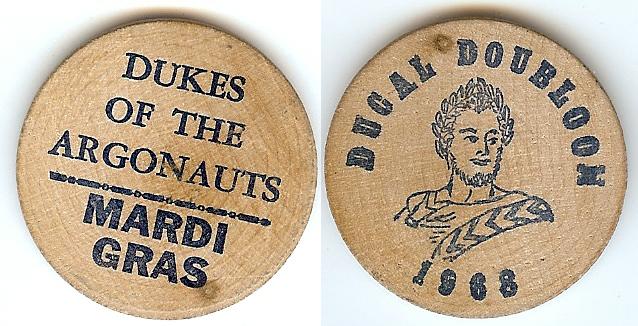 DUKES
OF THE
ARGONAUTS
MARDI
GRAS
DUCAL DOUBLOON
1968